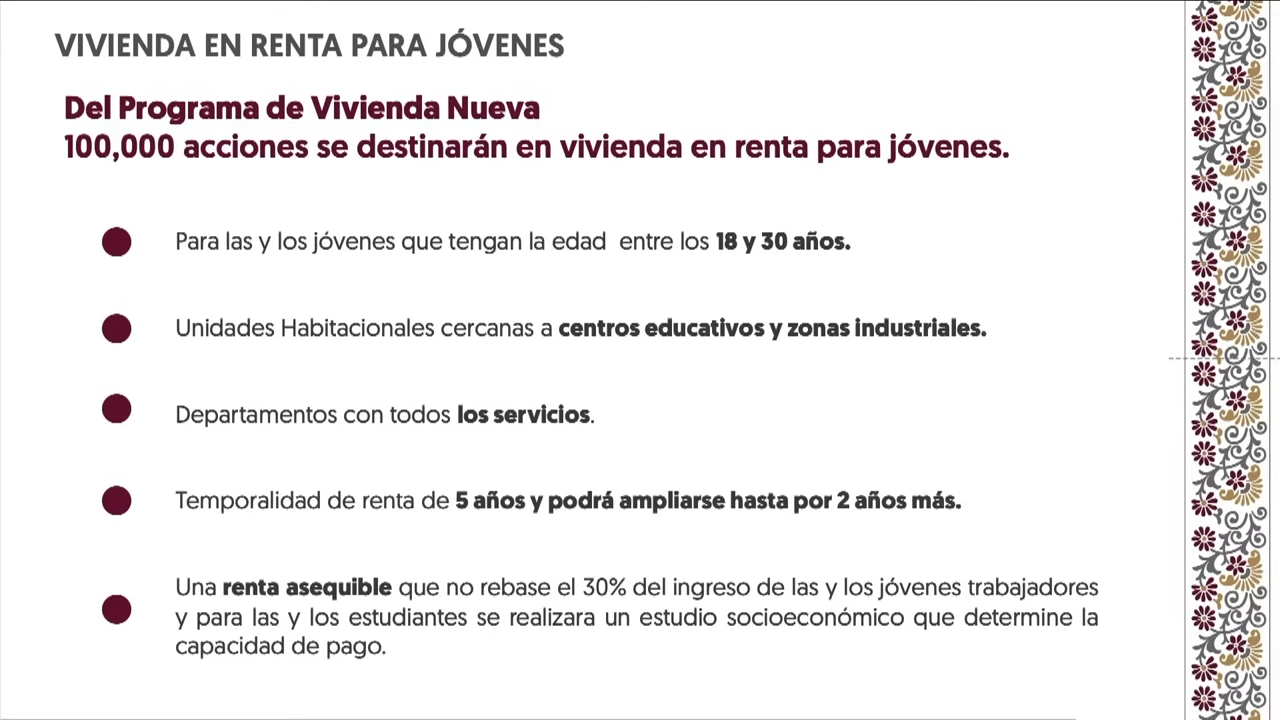 VIVIENDA EN RENTA PARA JÓVENES
Del Programa de Vivienda Nueva
100,000 acciones se destinarán en vivienda en renta para jóvenes.
Para las y los jóvenes que tengan la edad  entre los 18 y 30 años.
Unidades Habitacionales cercanas a centros educativos y zonas industriales.
Departamentos con todos los servicios.
Temporalidad de renta de 5 años y podrá ampliarse hasta por 2 años más.
Una renta asequible que no rebase el 30% del ingreso de las y los jóvenes trabajadores
y para las y los estudiantes se realizara un estudio socioeconómico que determine la
capacidad de pago.